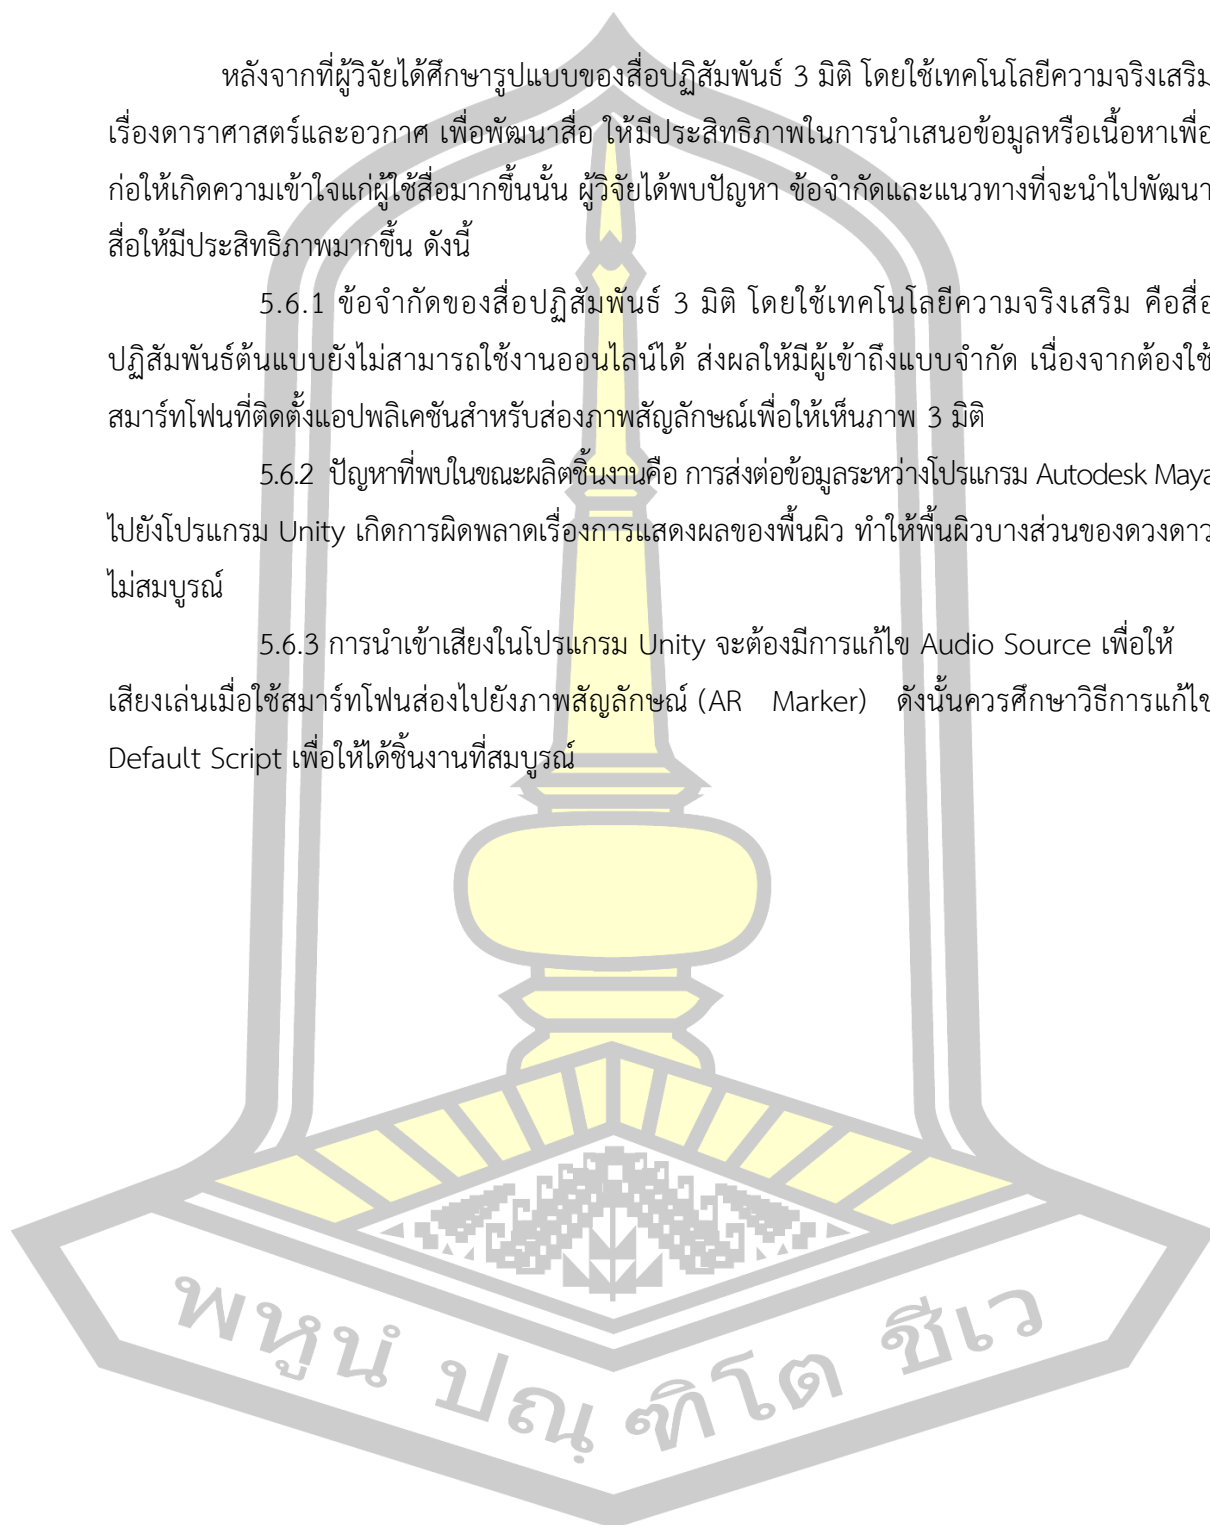 หลังจากที่ผู้วิจัยได้ศึกษารูปแบบของสื่อปฏิสัมพันธ์ 3 มิติ โดยใช้เทคโนโลยีความจริงเสริม
เรื่องดาราศาสตร์และอวกาศ เพื่อพัฒนาสื่อ ให้มีประสิทธิภาพในการนำเสนอข้อมูลหรือเนื้อหาเพื่อ
ก่อให้เกิดความเข้าใจแก่ผู้ใช้สื่อมากขึ้นนั้น ผู้วิจัยได้พบปัญหา ข้อจำกัดและแนวทางที่จะนำไปพัฒนา
สื่อให้มีประสิทธิภาพมากขึ้น ดังนี้
5.6.1 ข้อจำกัดของสื่อปฏิสัมพันธ์ 3 มิติ โดยใช้เทคโนโลยีความจริงเสริม คือสื่อ
ปฏิสัมพันธ์ต้นแบบยังไม่สามารถใช้งานออนไลน์ได้ ส่งผลให้มีผู้เข้าถึงแบบจำกัด เนื่องจากต้องใช้
สมาร์ทโฟนที่ติดตั้งแอปพลิเคชันสำหรับส่องภาพสัญลักษณ์เพื่อให้เห็นภาพ 3 มิติ
5.6.2 ปัญหาที่พบในขณะผลิตชิ้นงานคือ การส่งต่อข้อมูลระหว่างโปรแกรม Autodesk Maya
ไปยังโปรแกรม Unity เกิดการผิดพลาดเรื่องการแสดงผลของพื้นผิว ทำให้พื้นผิวบางส่วนของดวงดาว
ไม่สมบูรณ์
5.6.3 การนำเข้าเสียงในโปรแกรม Unity จะต้องมีการแก้ไข Audio Source เพื่อให้
เสียงเล่นเมื่อใช้สมาร์ทโฟนส่องไปยังภาพสัญลักษณ์ (AR Marker) ดังนั้นควรศึกษาวิธีการแก้ไข
Default Script เพื่อให้ได้ชิ้นงานที่สมบูรณ์
พหูนํ ปณฺฑิโต ชีเว